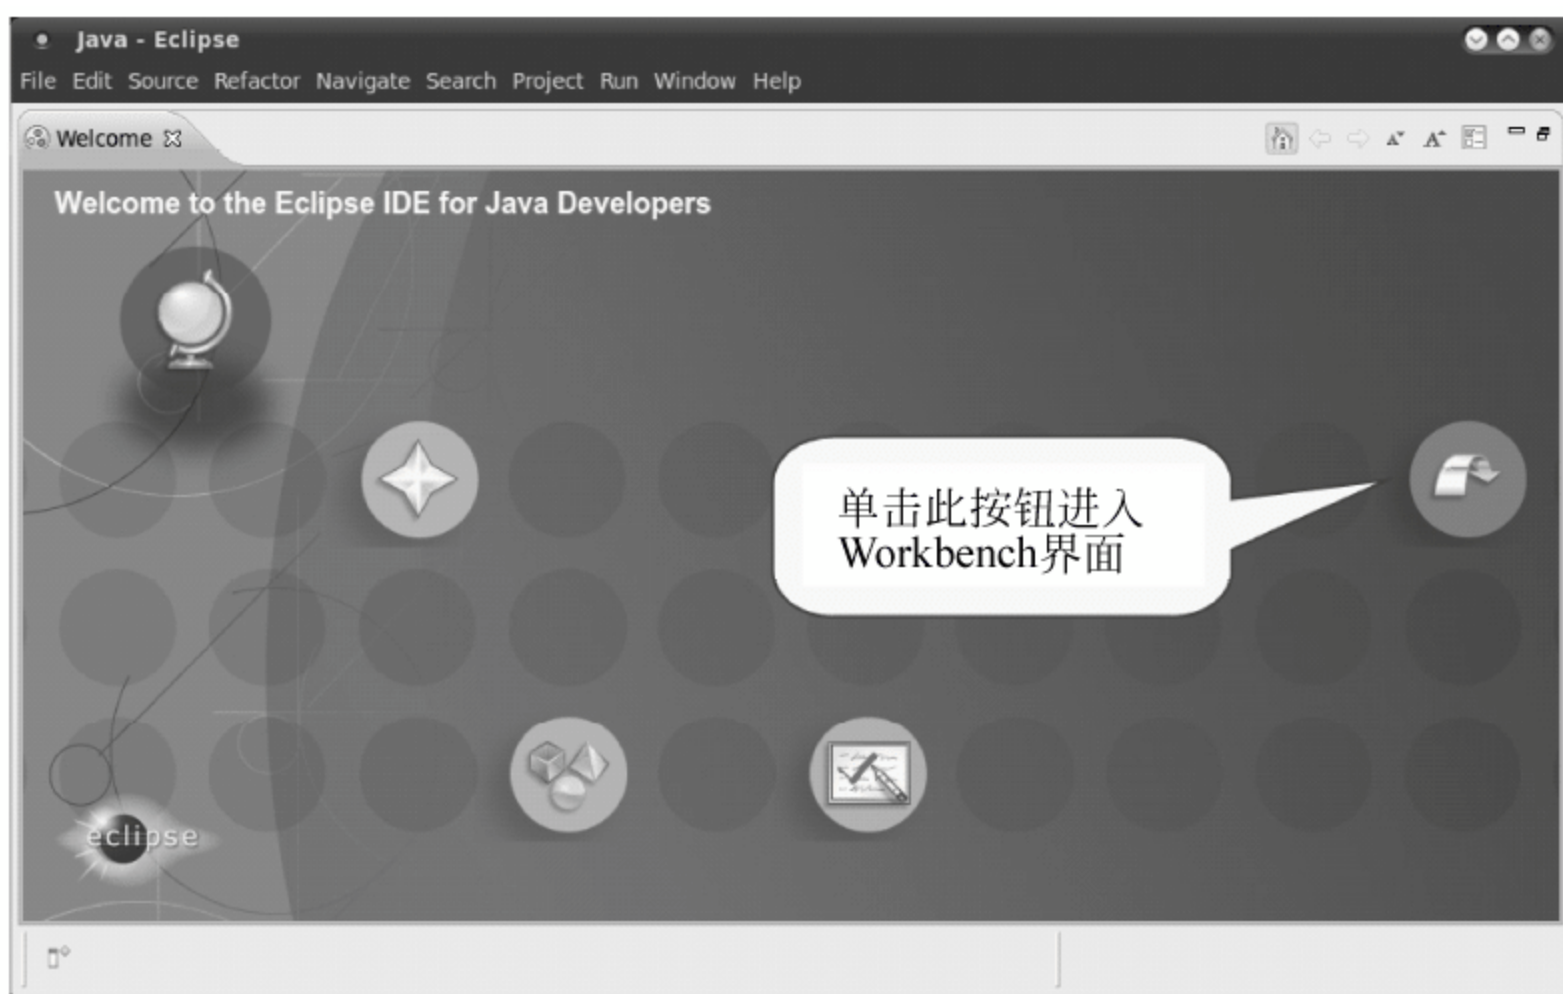 Java - Eclipse
File Edit Source Refactor Navigate Search Project Run Window Help
Welcome
Welcome to the Eclipse IDE for Java Developers
单击此按钮进入
Workbench界面
eclipse